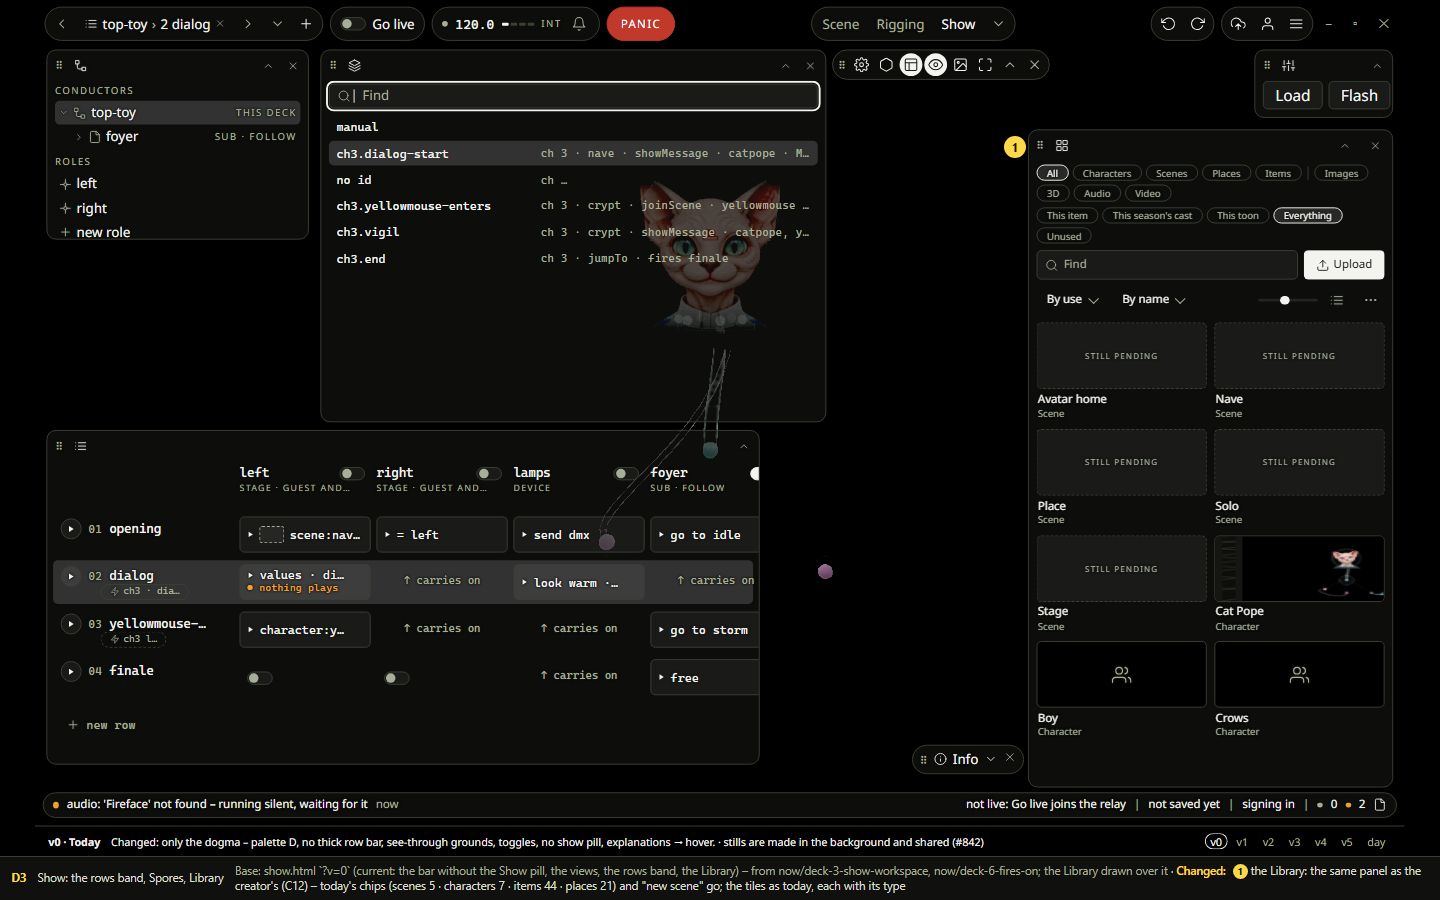 top-toy › 2 dialog
Go live
120.0 INT
PANIC
Scene Rigging Show
CONDUCTORS
top-toy THIS DECK
foyer SUB · FOLLOW
ROLES
left
right
new role
Find
manual
ch3.dialog-start ch 3 · nave · showMessage · catpope · M…
no id ch …
ch3.yellowmouse-enters ch 3 · crypt · joinScene · yellowmouse …
ch3.vigil ch 3 · crypt · showMessage · catpope, y…
ch3.end ch 3 · jumpTo · fires finale
Load Flash
1
All Characters Scenes Places Items Images
3D Audio Video
This item This season's cast This toon Everything
Unused
Find Upload
By use By name
STILL PENDING STILL PENDING
Avatar home Nave
Scene Scene
STILL PENDING STILL PENDING
Place Solo
Scene Scene
STILL PENDING
Stage Cat Pope
Scene Character
Boy Crows
Character Character
left right lamps foyer
STAGE · GUEST AND… STAGE · GUEST AND… DEVICE SUB · FOLLOW
01 opening scene:nav… = left send dmx go to idle
02 dialog values · di… ↑ carries on look warm ·… ↑ carries on
ch3 · dia… nothing plays
03 yellowmouse-… character:y… ↑ carries on ↑ carries on go to storm
ch3 l…
04 finale ↑ carries on free
+ new row
Info
audio: 'Fireface' not found – running silent, waiting for it now
not live: Go live joins the relay | not saved yet | signing in | 0 2
v0 · Today Changed: only the dogma – palette D, no thick row bar, see-through grounds, toggles, no show pill, explanations → hover. · stills are made in the background and shared (#842)
v0 v1 v2 v3 v4 v5 day
D3 Show: the rows band, Spores, Library
Base: show.html `?v=0` (current: the bar without the Show pill, the views, the rows band, the Library) – from now/deck-3-show-workspace, now/deck-6-fires-on; the Library drawn over it · Changed: 1 the Library: the same panel as the
creator's (C12) – today's chips (scenes 5 · characters 7 · items 44 · places 21) and "new scene" go; the tiles as today, each with its type